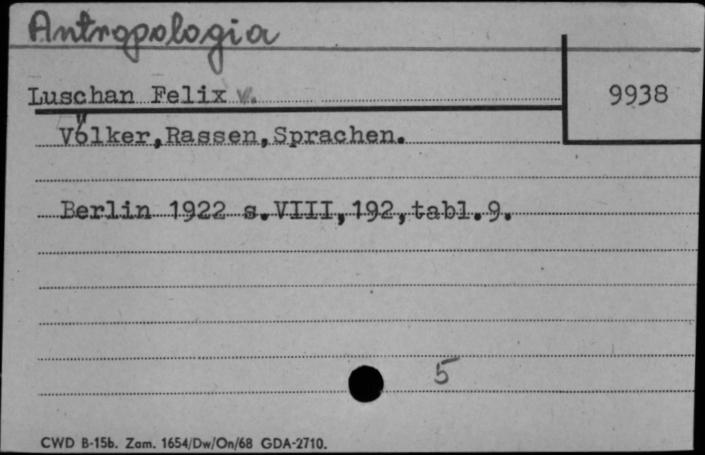 Antropologia
Luschan Felix v.
9938
Völker,Rassen,Sprachen.
Berlin 1922 s.VIII,192,tabl.9.
5
CWD B-15b. Zam. 1654/Dw/On/68 GDA-2710.